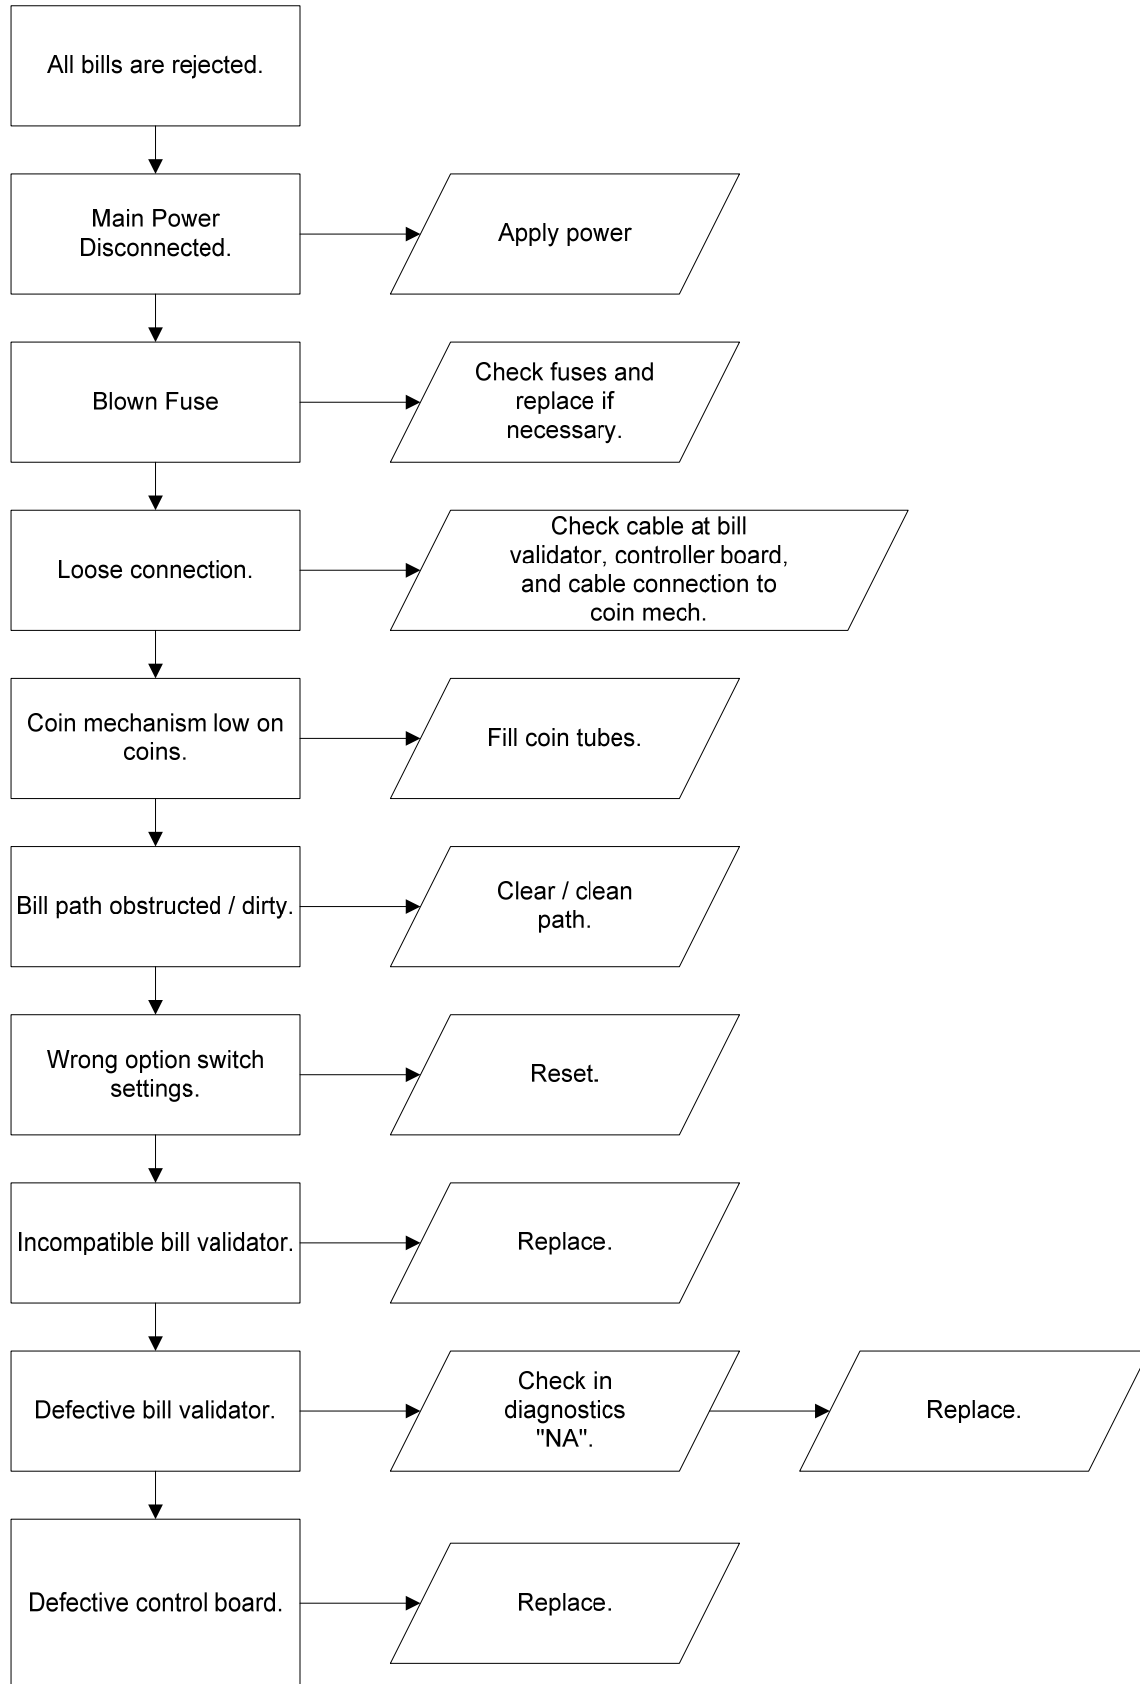 All bills are rejected.
Main Power
Disconnected.
Apply power
Blown Fuse
Check fuses and
replace if
necessary.
Loose connection.
Check cable at bill
validator, controller board,
and cable connection to
coin mech.
Coin mechanism low on
coins.
Fill coin tubes.
Bill path obstructed / dirty.
Clear / clean
path.
Wrong option switch
settings.
Reset.
Incompatible bill validator.
Replace.
Defective bill validator.
Check in
diagnostics
"NA".
Replace.
Defective control board.
Replace.